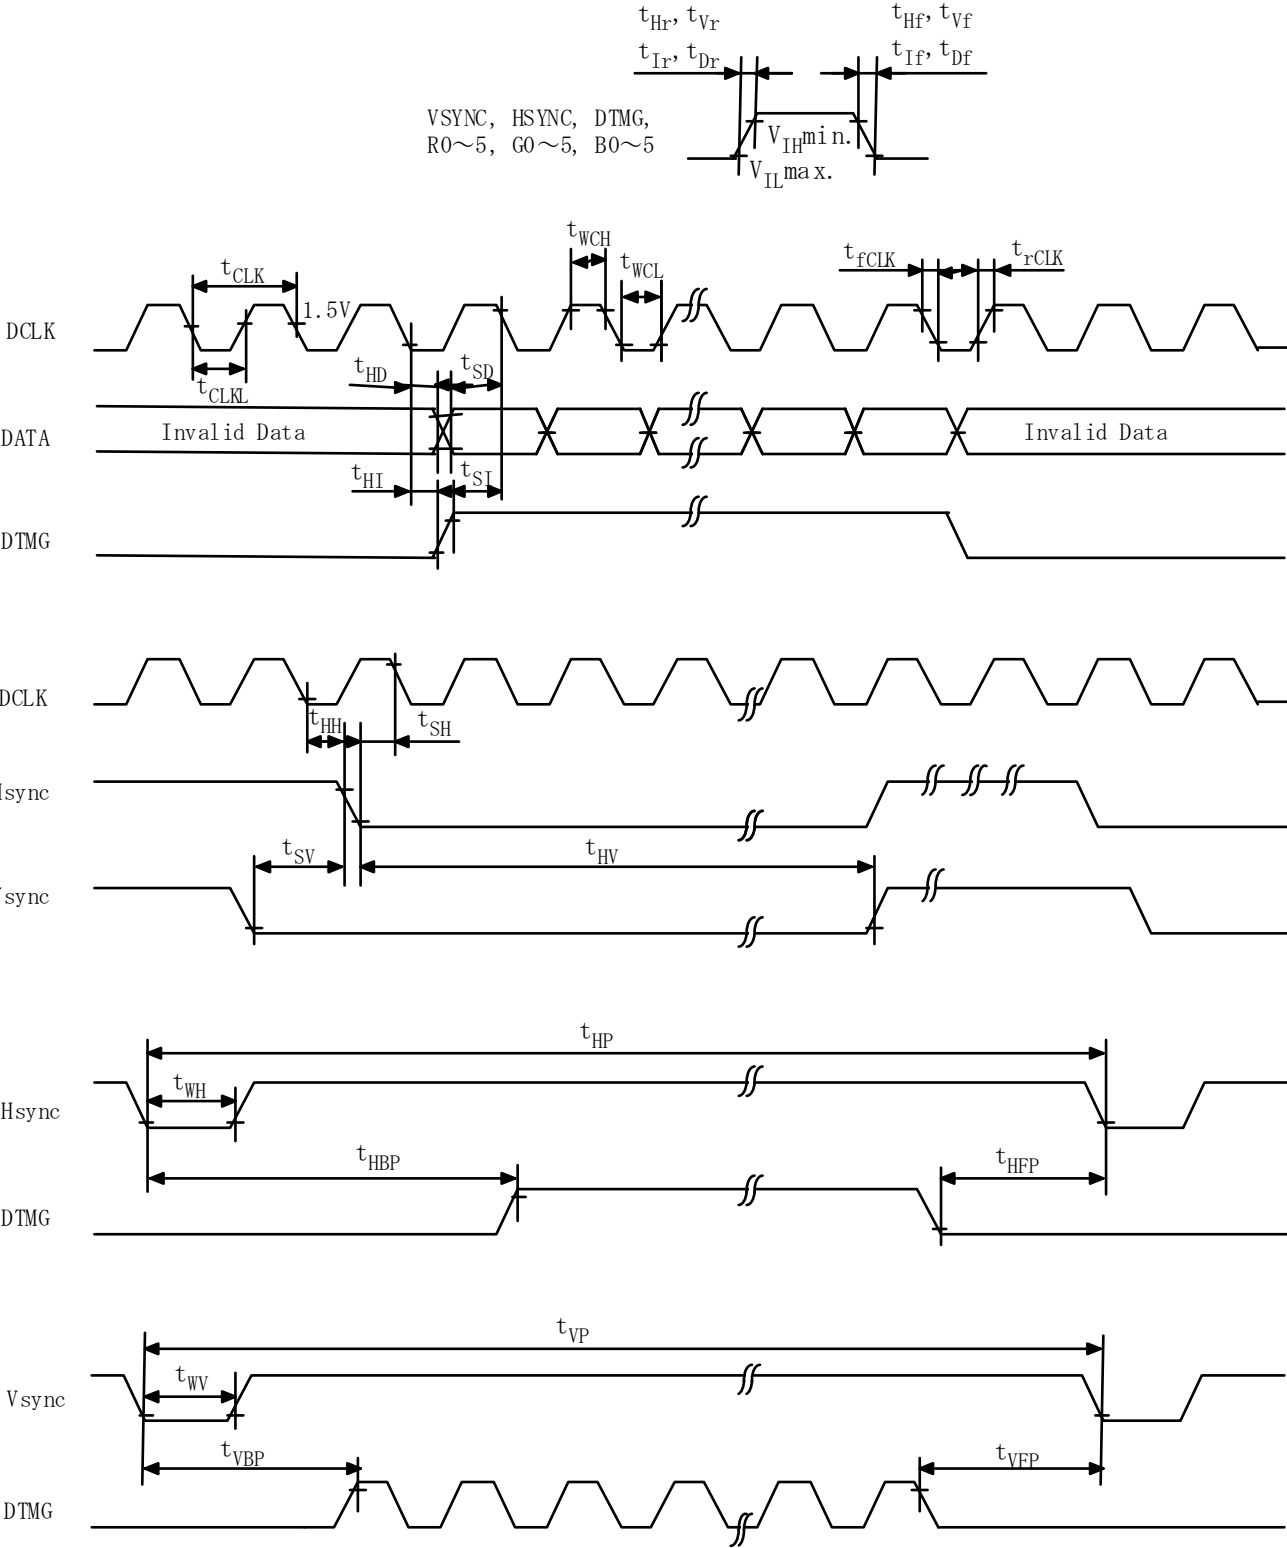 tHr, tVr
tIr, tDr
tHf, tVf
tIf, tDf
VSYNC, HSYNC, DTMG,
R0～5, G0～5, B0～5
VIHmin.
VILmax.
tWCH
tWCL
tfCLK
trCLK
tCLK
1.5V
DCLK
tCLKL
tHD
tSD
DATA
Invalid Data
Invalid Data
tHI
tSI
DTMG
DCLK
tHH
tSH
sync
tSV
tHV
sync
tHP
tWH
Hsync
tHBP
tHFP
DTMG
tVP
tWV
Vsync
tVBP
tVFP
DTMG